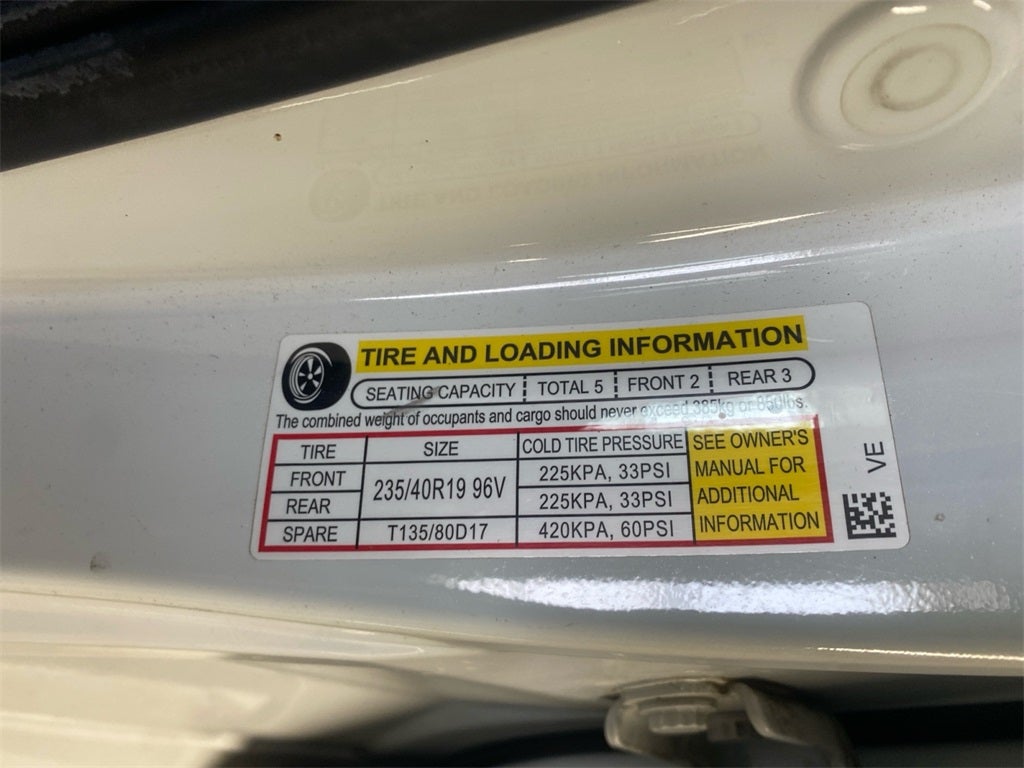 TIRE AND LOADING INFORMATION
SEATING CAPACITY TOTAL 5 FRONT 2 REAR 3
The combined weight of occupants and cargo should never exceed 385kg or 850lbs.
TIRE SIZE COLD TIRE PRESSURE
FRONT 235/40R19 96V 225KPA, 33PSI
REAR 225KPA, 33PSI
SPARE T135/80D17 420KPA, 60PSI
SEE OWNER'S
MANUAL FOR
ADDITIONAL
INFORMATION
VE